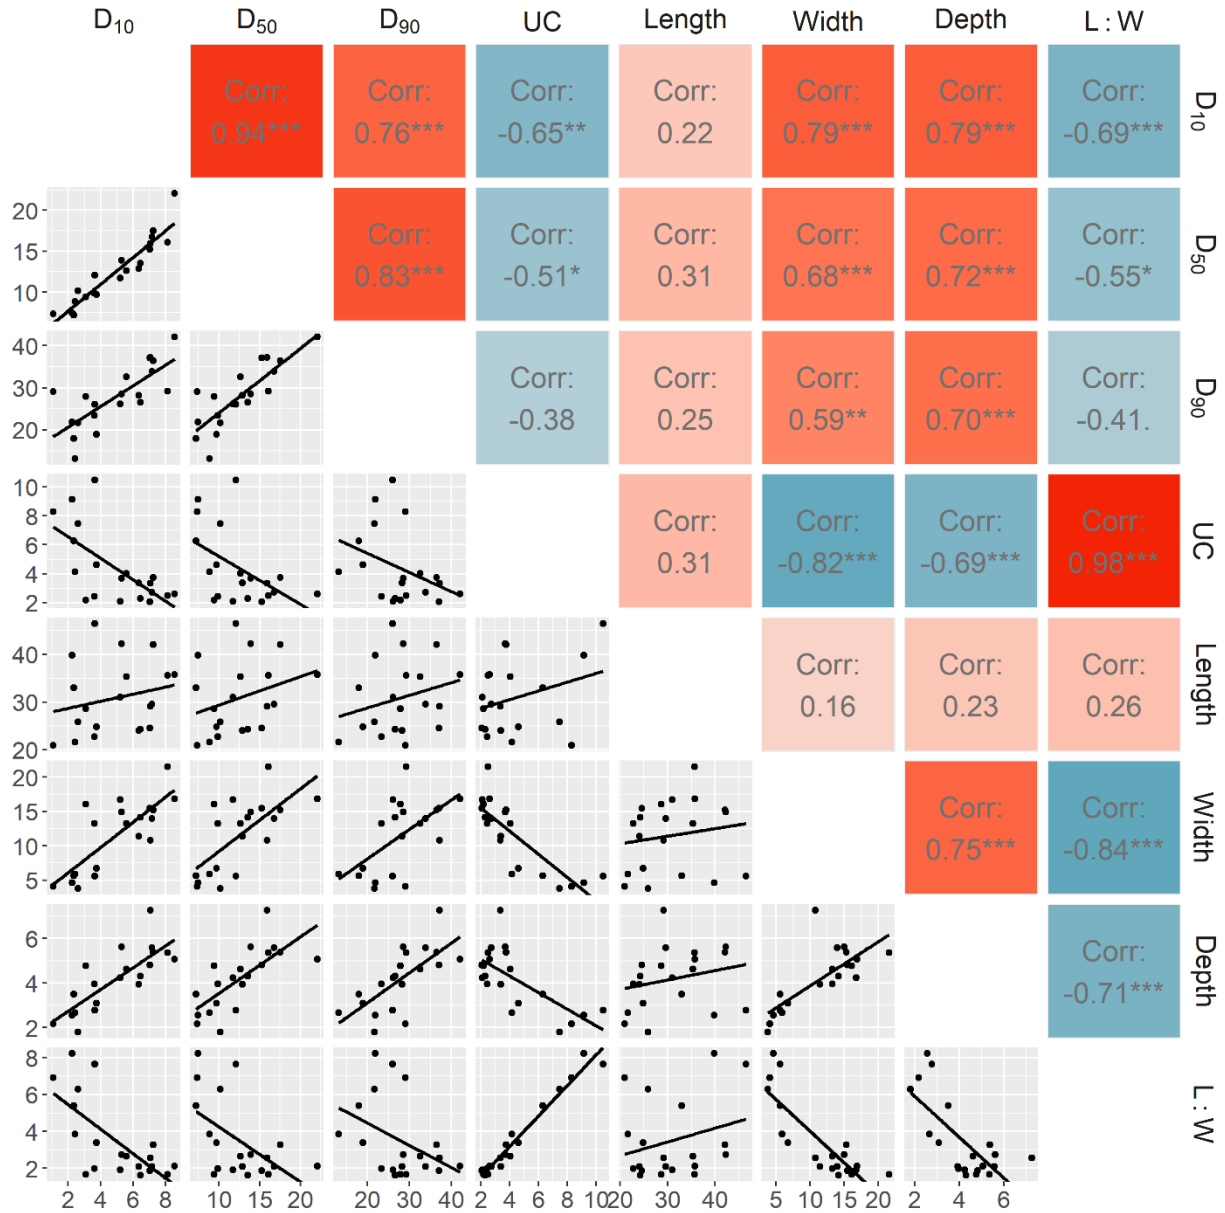 D₁₀ D₅₀ D₉₀ UC Length Width Depth L : W
Corr: Corr: Corr: Corr: Corr: Corr: Corr:
0.94*** 0.76*** -0.65** 0.22 0.79*** 0.79*** -0.69***
D₁₀
20
15
10
Corr: Corr: Corr: Corr: Corr: Corr:
0.83*** -0.51* 0.31 0.68*** 0.72*** -0.55*
D₅₀
40
30
20
Corr: Corr: Corr: Corr: Corr:
-0.38 0.25 0.59** 0.70*** -0.41.
D₉₀
10
8
6
4
2
Corr: Corr: Corr: Corr:
0.31 -0.82*** -0.69*** 0.98***
UC
40
30
20
Corr: Corr: Corr:
0.16 0.23 0.26
Length
20
15
10
5
Corr: Corr:
0.75*** -0.84***
Width
6
4
2
Corr:
-0.71***
Depth
8
6
4
2
L : W
2 4 6 8 10 15 20 20 30 40 2 4 6 8 10 20 30 40 5 10 15 20 2 4 6